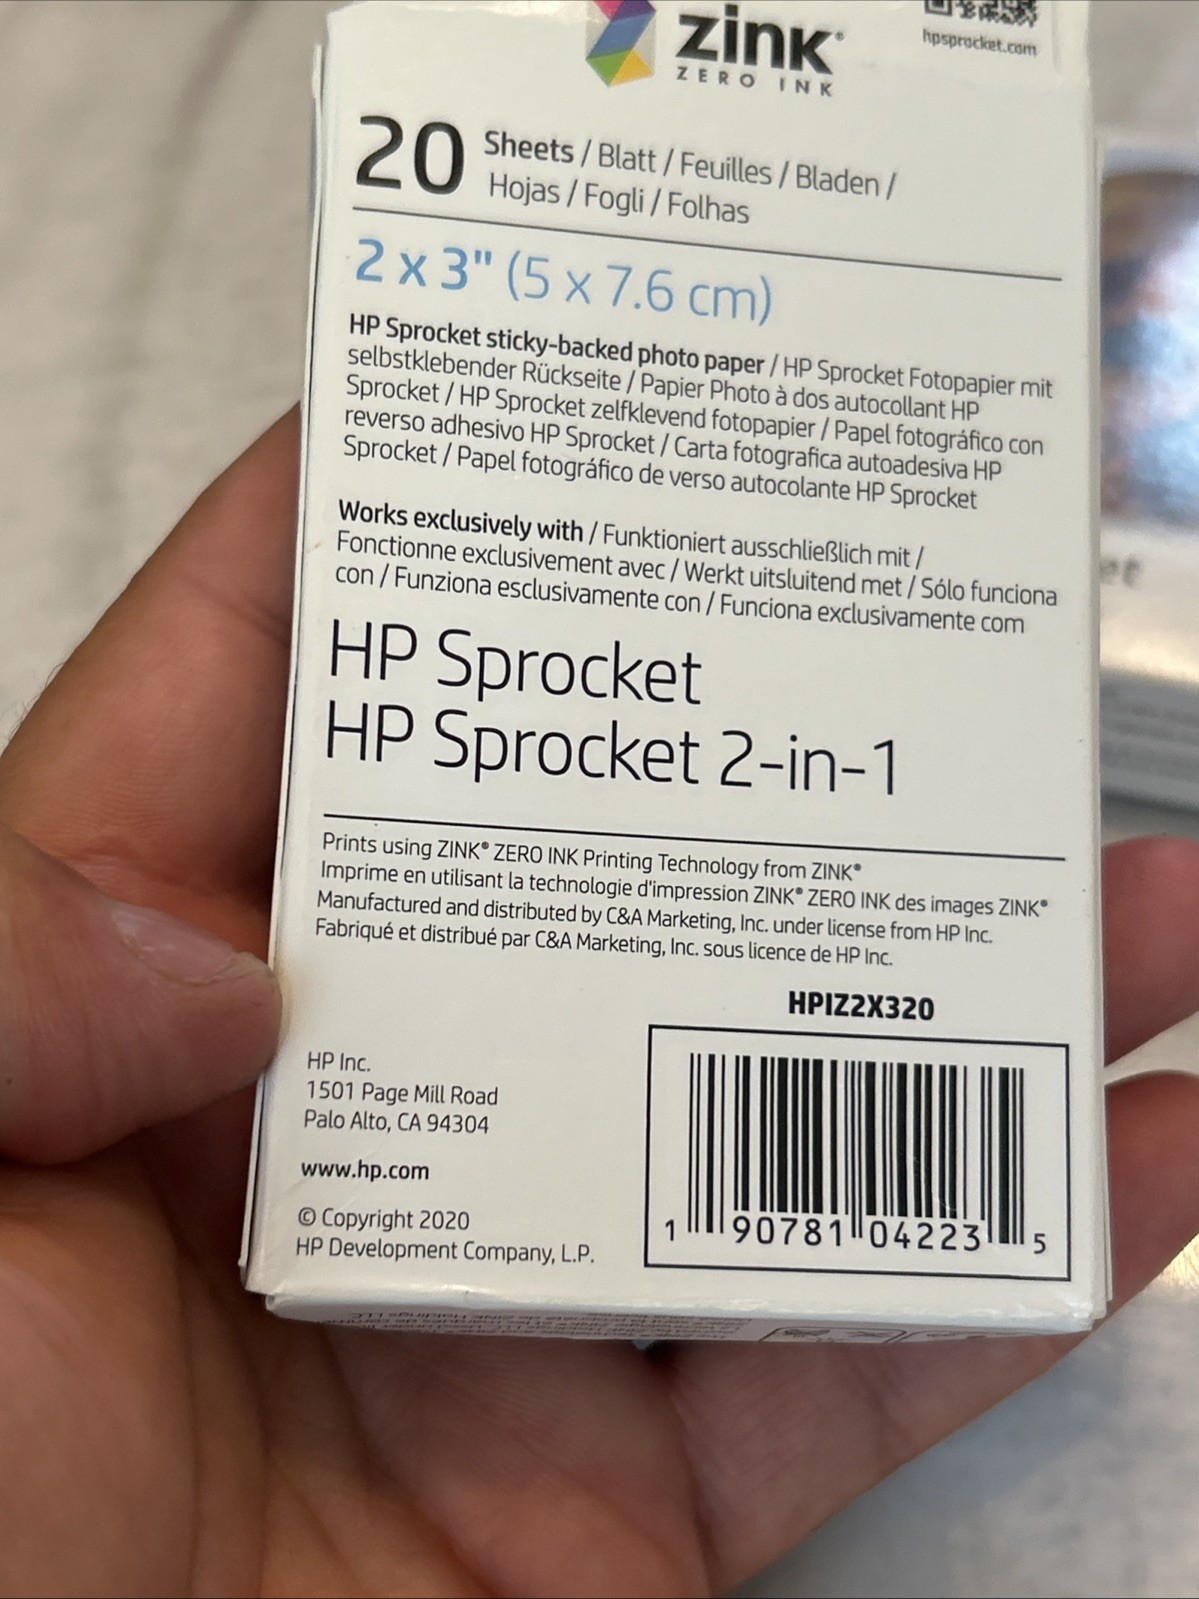 zink®
ZERO INK
hpsprocket.com
20 Sheets / Blatt / Feuilles / Bladen /
Hojas / Fogli / Folhas
2 x 3" (5 x 7.6 cm)
HP Sprocket sticky-backed photo paper / HP Sprocket Fotopapier mit
selbstklebender Rückseite / Papier Photo à dos autocollant HP
Sprocket / HP Sprocket zelfklevend fotopapier / Papel fotográfico con
reverso adhesivo HP Sprocket / Carta fotografica autoadesiva HP
Sprocket / Papel fotográfico de verso autocolante HP Sprocket
Works exclusively with / Funktioniert ausschließlich mit /
Fonctionne exclusivement avec / Werkt uitsluitend met / Sólo funciona
con / Funziona esclusivamente con / Funciona exclusivamente com
HP Sprocket
HP Sprocket 2-in-1
Prints using ZINK® ZERO INK Printing Technology from ZINK®
Imprime en utilisant la technologie d'impression ZINK® ZERO INK des images ZINK®
Manufactured and distributed by C&A Marketing, Inc. under license from HP Inc.
Fabriqué et distribué par C&A Marketing, Inc. sous licence de HP Inc.
HPIZ2X320
HP Inc.
1501 Page Mill Road
Palo Alto, CA 94304
www.hp.com
© Copyright 2020
HP Development Company, L.P.
1 90781 04223 5